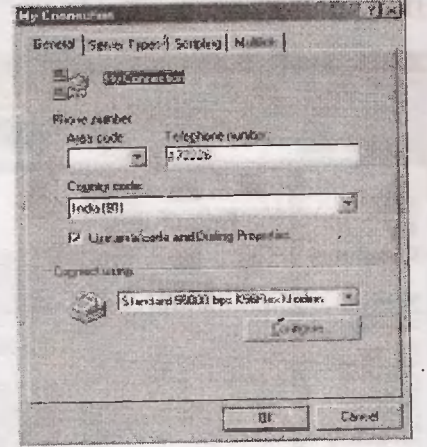 My Connection
General Server Types Scripting Multilink
My Connection
Phone number
Area code: Telephone number:
172226
Country code:
India (91)
Use area code and Dialing Properties
Connect using:
Standard 56000 bps K56Flex Modem
Configure
OK Cancel